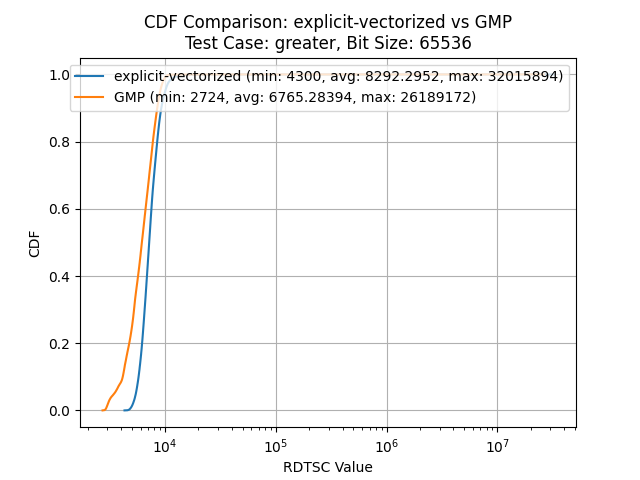 CDF Comparison: explicit-vectorized vs GMP
Test Case: greater, Bit Size: 65536
explicit-vectorized (min: 4300, avg: 8292.2952, max: 32015894)
GMP (min: 2724, avg: 6765.28394, max: 26189172)
1.0
0.8
0.6
0.4
0.2
0.0
CDF
10⁴ 10⁵ 10⁶ 10⁷
RDTSC Value